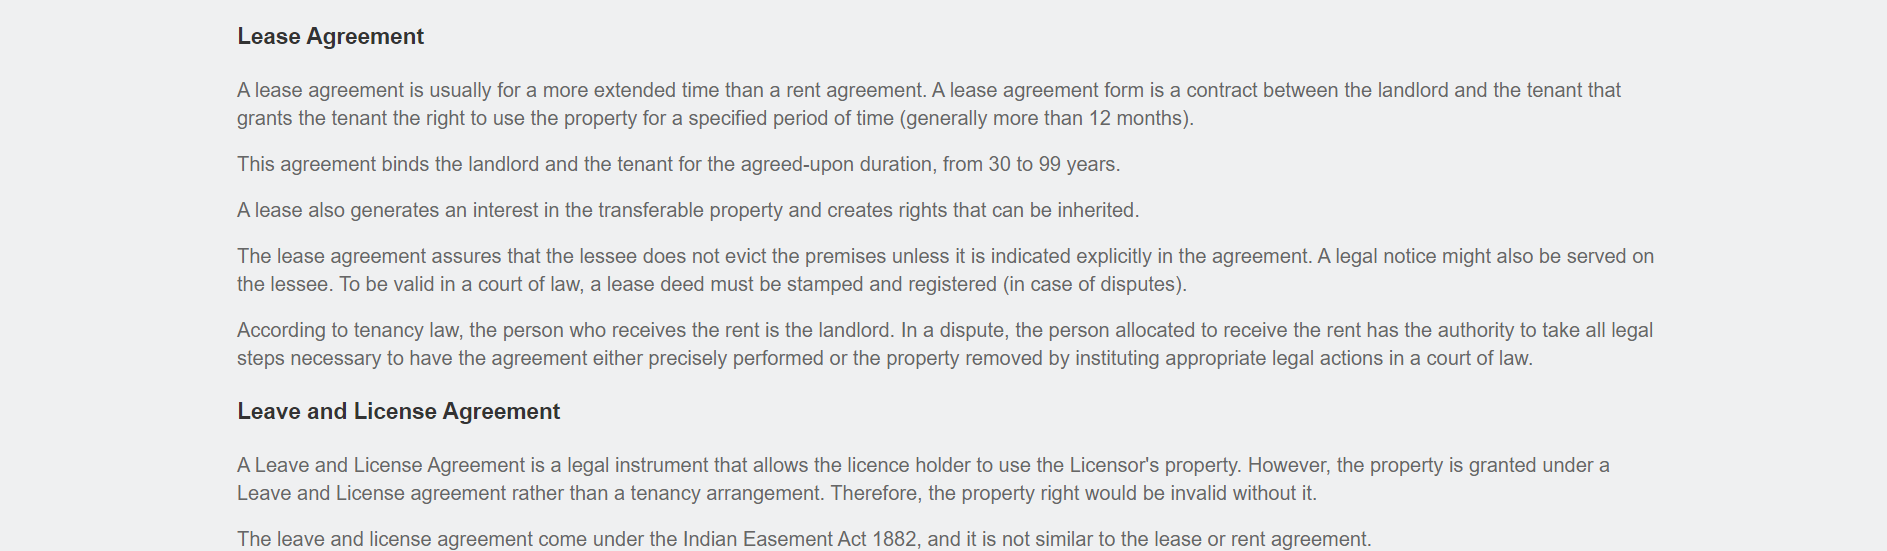 Lease Agreement
A lease agreement is usually for a more extended time than a rent agreement. A lease agreement form is a contract between the landlord and the tenant that
grants the tenant the right to use the property for a specified period of time (generally more than 12 months).
This agreement binds the landlord and the tenant for the agreed-upon duration, from 30 to 99 years.
A lease also generates an interest in the transferable property and creates rights that can be inherited.
The lease agreement assures that the lessee does not evict the premises unless it is indicated explicitly in the agreement. A legal notice might also be served on
the lessee. To be valid in a court of law, a lease deed must be stamped and registered (in case of disputes).
According to tenancy law, the person who receives the rent is the landlord. In a dispute, the person allocated to receive the rent has the authority to take all legal
steps necessary to have the agreement either precisely performed or the property removed by instituting appropriate legal actions in a court of law.
Leave and License Agreement
A Leave and License Agreement is a legal instrument that allows the licence holder to use the Licensor's property. However, the property is granted under a
Leave and License agreement rather than a tenancy arrangement. Therefore, the property right would be invalid without it.
The leave and license agreement come under the Indian Easement Act 1882, and it is not similar to the lease or rent agreement.